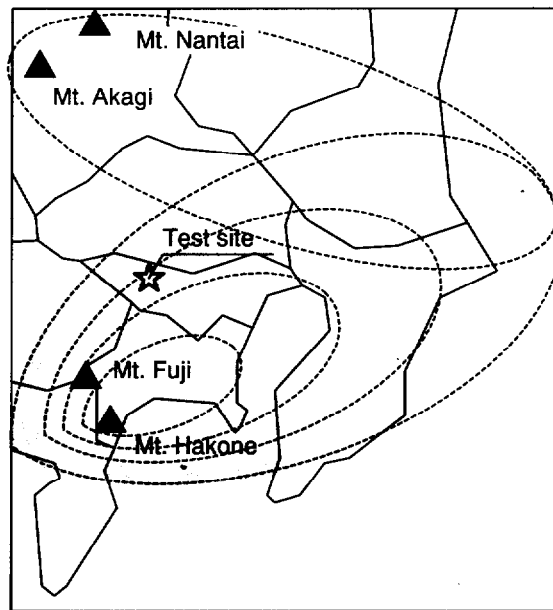 Mt. Nantai
Mt. Akagi
Test site
Mt. Fuji
Mt. Hakone